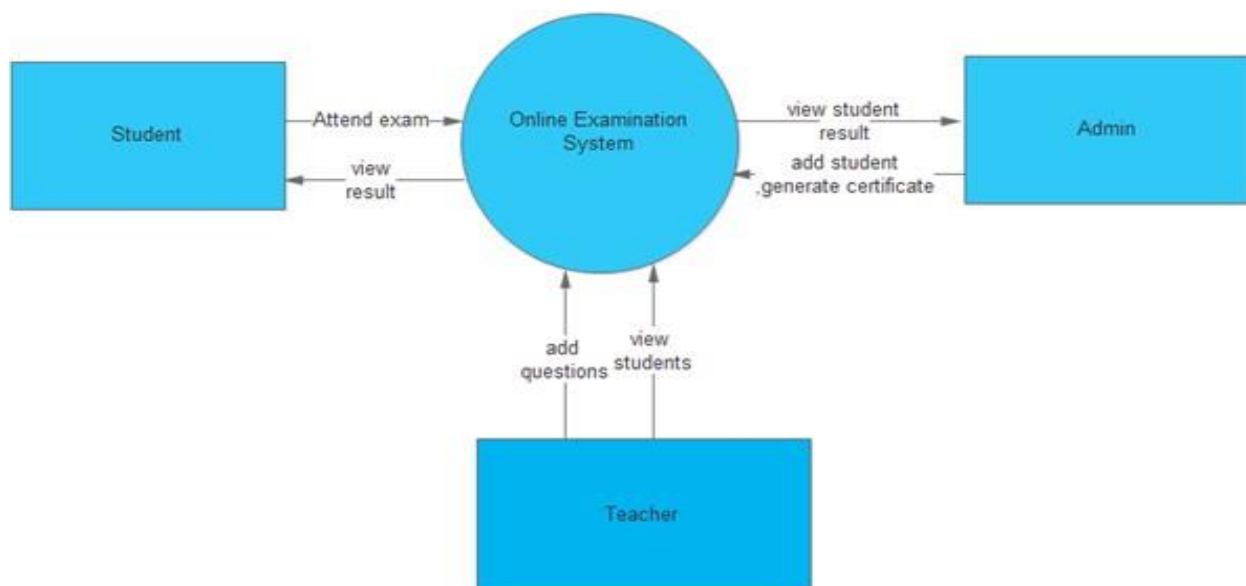 Student
Attend exam
view
result
Online Examination
System
view student
result
add student
,generate certificate
Admin
add
questions
view
students
Teacher